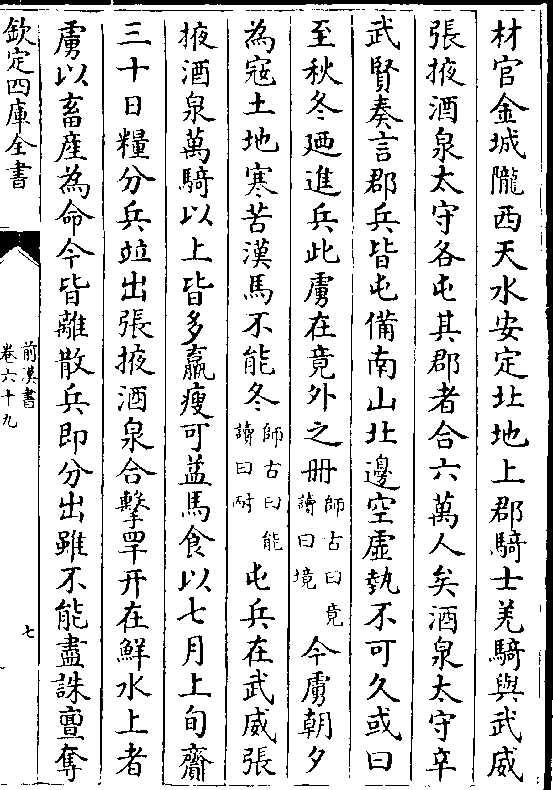 材官金城隴西天水安定北地上郡騎士羌騎與武威
張掖酒泉太守各屯其郡者合六萬人矣酒泉太守辛
武賢奏言郡兵皆屯備南山北邊空虛埶不可久或曰
至秋冬廼進兵此虜在竟外之冊師古曰竟讀曰境今虜朝夕
為寇土地寒苦漢馬不能冬師古曰能讀曰耐屯兵在武威張
掖酒泉萬騎以上皆多羸瘦可益馬食以七月上旬齎
三十日糧分兵竝出張掖酒泉合擊䍐幵在鮮水上者
虜以畜產為命今皆離散兵即分出雖不能盡誅亶奪
欽定四庫全書
前漢書
卷六十九
七